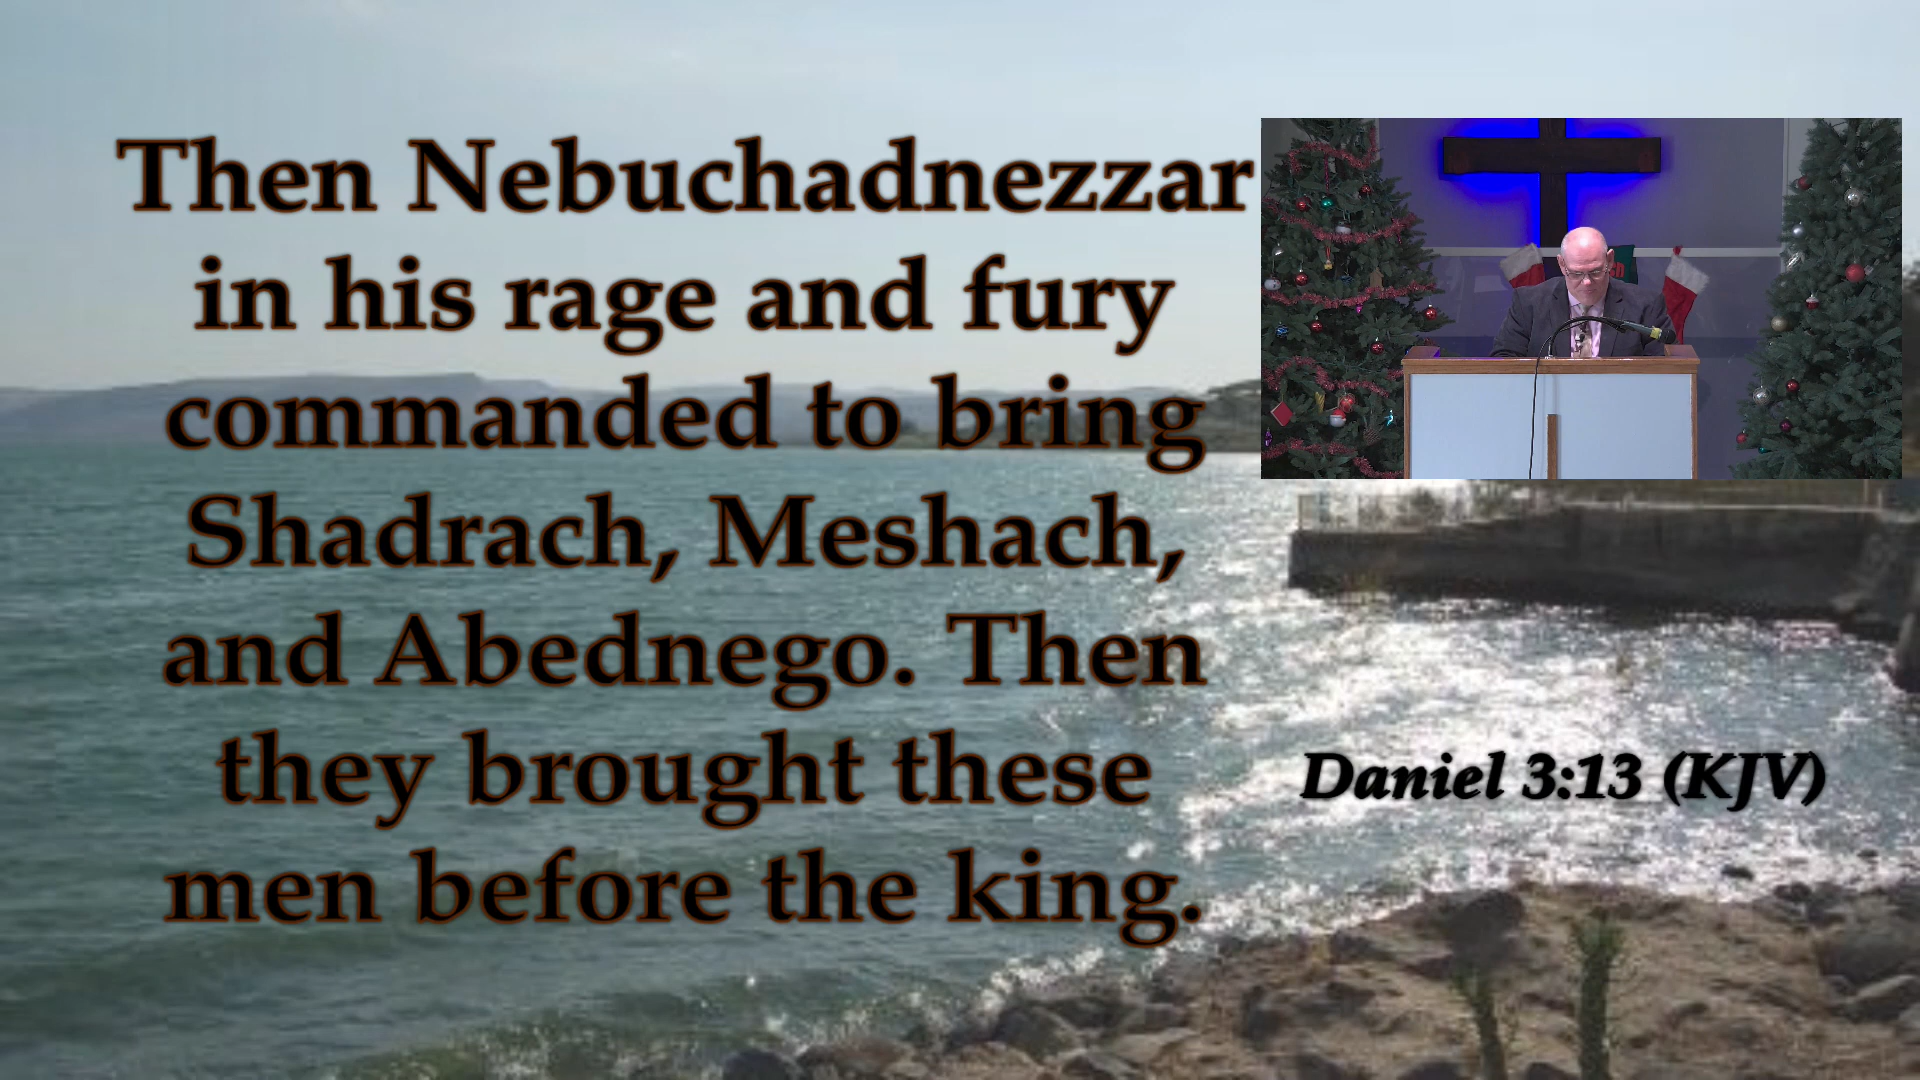 Then Nebuchadnezzar
in his rage and fury
commanded to bring
Shadrach, Meshach,
and Abednego. Then
they brought these
men before the king.
Daniel 3:13 (KJV)